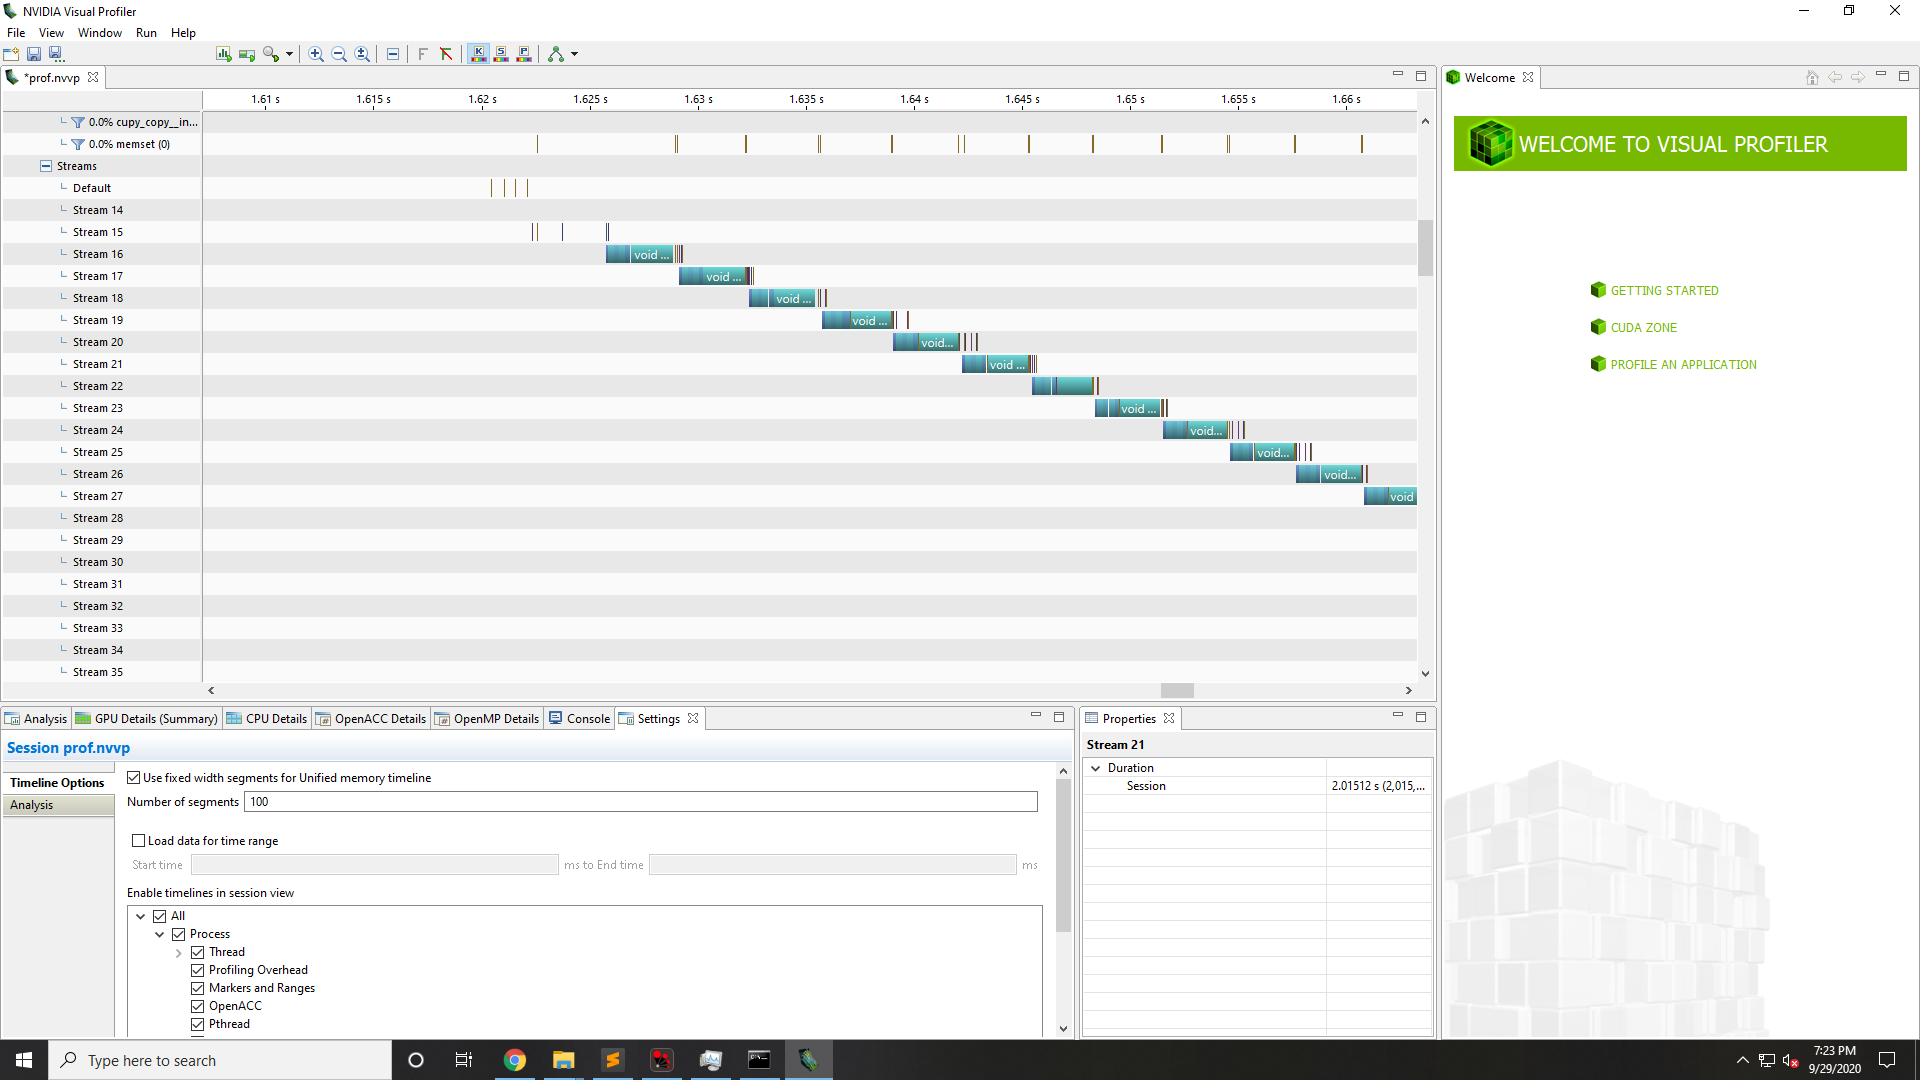 NVIDIA Visual Profiler
File View Window Run Help
*prof.nvvp
1.61 s 1.615 s 1.62 s 1.625 s 1.63 s 1.635 s 1.64 s 1.645 s 1.65 s 1.655 s 1.66 s
0.0% cupy_copy__in...
0.0% memset (0)
Streams
Default
Stream 14
Stream 15
Stream 16 void ...
Stream 17 void ...
Stream 18 void ...
Stream 19 void ...
Stream 20 void...
Stream 21 void ...
Stream 22
Stream 23 void ...
Stream 24 void...
Stream 25 void...
Stream 26 void...
Stream 27 void
Stream 28
Stream 29
Stream 30
Stream 31
Stream 32
Stream 33
Stream 34
Stream 35
Welcome
WELCOME TO VISUAL PROFILER
GETTING STARTED
CUDA ZONE
PROFILE AN APPLICATION
Analysis GPU Details (Summary) CPU Details OpenACC Details OpenMP Details Console Settings
Session prof.nvvp
Timeline Options
Analysis
Use fixed width segments for Unified memory timeline
Number of segments 100
Load data for time range
Start time ms to End time ms
Enable timelines in session view
All
Process
Thread
Profiling Overhead
Markers and Ranges
OpenACC
Pthread
Properties
Stream 21
Duration
Session 2.01512 s (2,015,...
Type here to search
7:23 PM
9/29/2020